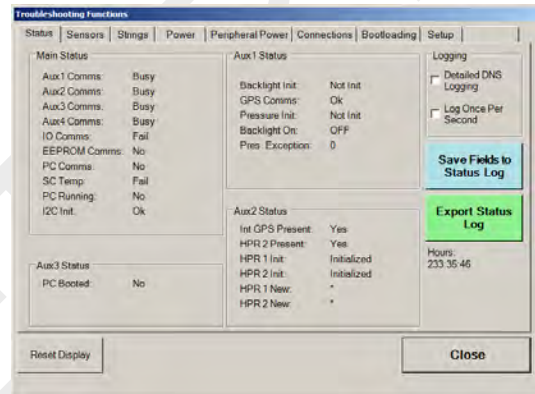 Troubleshooting Functions
Status Sensors Strings Power Peripheral Power Connections Bootloading Setup
Main Status
Aux1 Comms: Busy
Aux2 Comms: Busy
Aux3 Comms: Busy
Aux4 Comms: Busy
IO Comms: Fail
EEPROM Comms: No
PC Comms: No
SC Temp: Fail
PC Running: No
I2C Init: Ok
Aux3 Status
PC Booted: No
Aux1 Status
Backlight Init: Not Init
GPS Comms: Ok
Pressure Init: Not Init
Backlight On: OFF
Pres. Exception: 0
Aux2 Status
Int GPS Present: Yes
HPR 2 Present: Yes
HPR 1 Init: Initialized
HPR 2 Init: Initialized
HPR 1 New: *
HPR 2 New: *
Logging
Detailed DNS
Logging
Log Once Per
Second
Save Fields to
Status Log
Export Status
Log
Hours:
233:35:46
Reset Display
Close